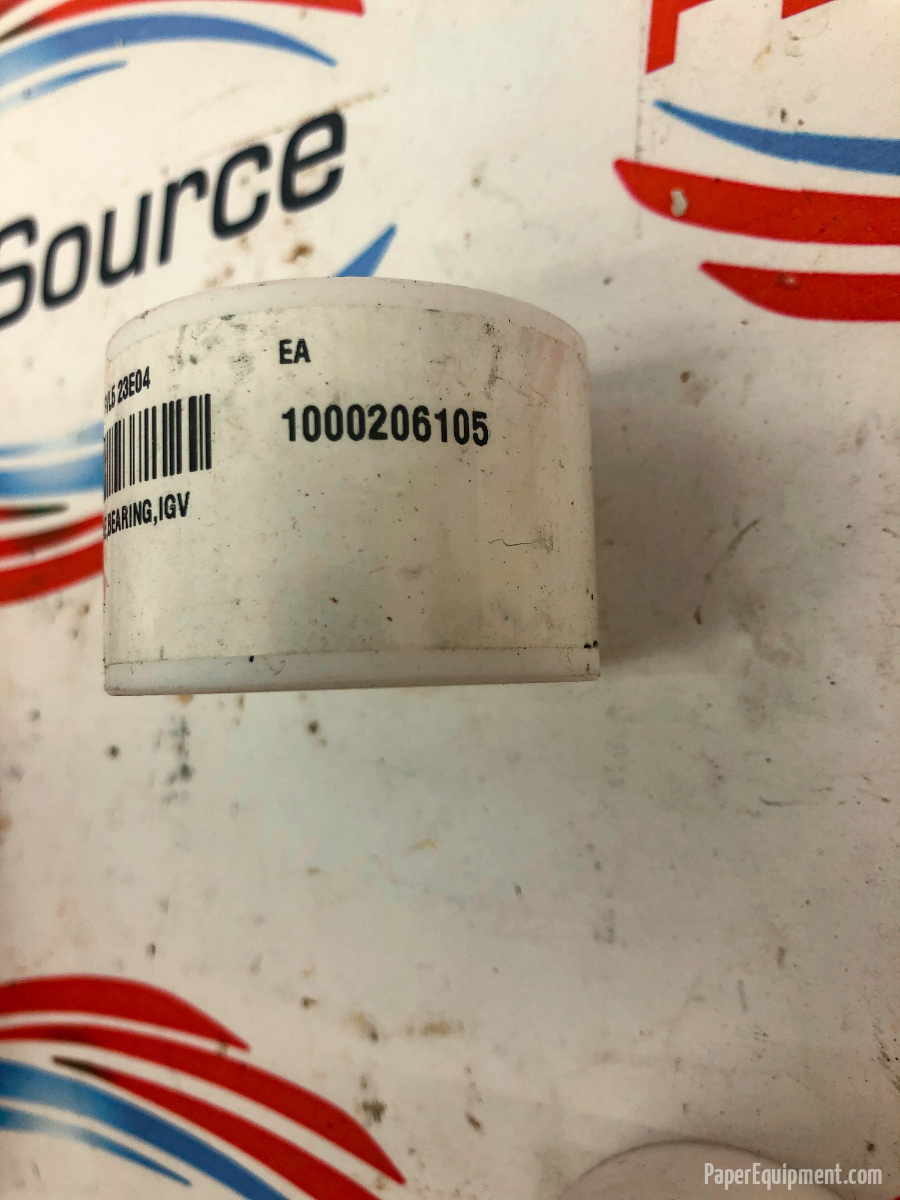 Source
23E04
EA
1000206105
BEARING,IGV
PaperEquipment.com